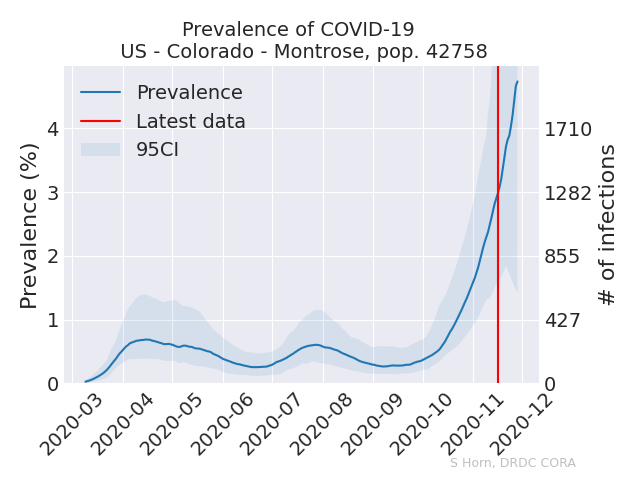 Prevalence of COVID-19
US - Colorado - Montrose, pop. 42758
Prevalence
Latest data
95CI
Prevalence (%)
4
3
2
1
0
1710
1282
855
427
0
# of infections
2020-03
2020-04
2020-05
2020-06
2020-07
2020-08
2020-09
2020-10
2020-11
2020-12
S Horn, DRDC CORA